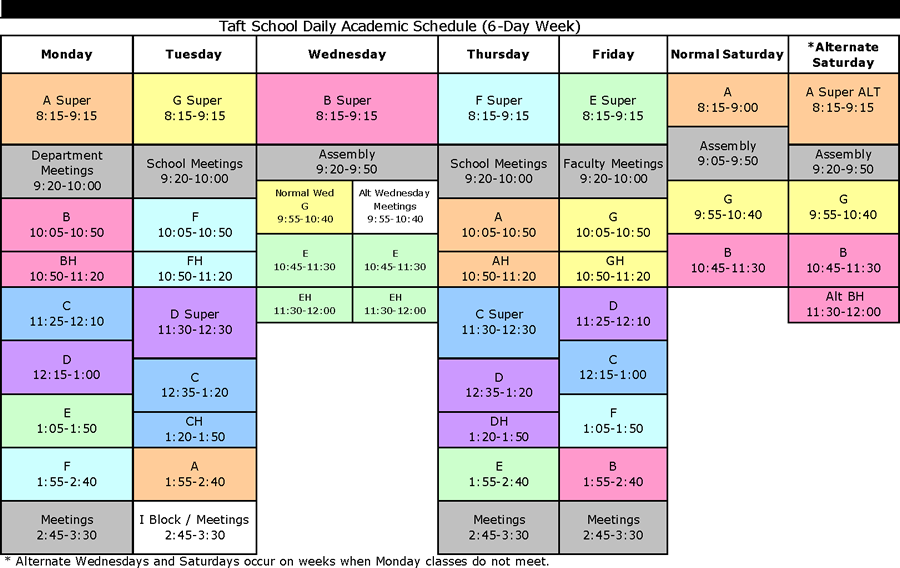 Taft School Daily Academic Schedule (6-Day Week)
Monday
Tuesday
Wednesday
Thursday
Friday
Normal Saturday
*Alternate
Saturday
A Super
8:15-9:15
Department
Meetings
9:20-10:00
B
10:05-10:50
BH
10:50-11:20
C
11:25-12:10
D
12:15-1:00
E
1:05-1:50
F
1:55-2:40
Meetings
2:45-3:30
G Super
8:15-9:15
School Meetings
9:20-10:00
F
10:05-10:50
FH
10:50-11:20
D Super
11:30-12:30
C
12:35-1:20
CH
1:20-1:50
A
1:55-2:40
I Block / Meetings
2:45-3:30
B Super
8:15-9:15
Assembly
9:20-9:50
Normal Wed
G
9:55-10:40
E
10:45-11:30
EH
11:30-12:00
Alt Wednesday
Meetings
9:55-10:40
E
10:45-11:30
EH
11:30-12:00
F Super
8:15-9:15
School Meetings
9:20-10:00
A
10:05-10:50
AH
10:50-11:20
C Super
11:30-12:30
D
12:35-1:20
DH
1:20-1:50
E
1:55-2:40
Meetings
2:45-3:30
E Super
8:15-9:15
Faculty Meetings
9:20-10:00
G
10:05-10:50
GH
10:50-11:20
D
11:25-12:10
C
12:15-1:00
F
1:05-1:50
B
1:55-2:40
Meetings
2:45-3:30
A
8:15-9:00
Assembly
9:05-9:50
G
9:55-10:40
B
10:45-11:30
A Super ALT
8:15-9:15
Assembly
9:20-9:50
G
9:55-10:40
B
10:45-11:30
Alt BH
11:30-12:00
* Alternate Wednesdays and Saturdays occur on weeks when Monday classes do not meet.